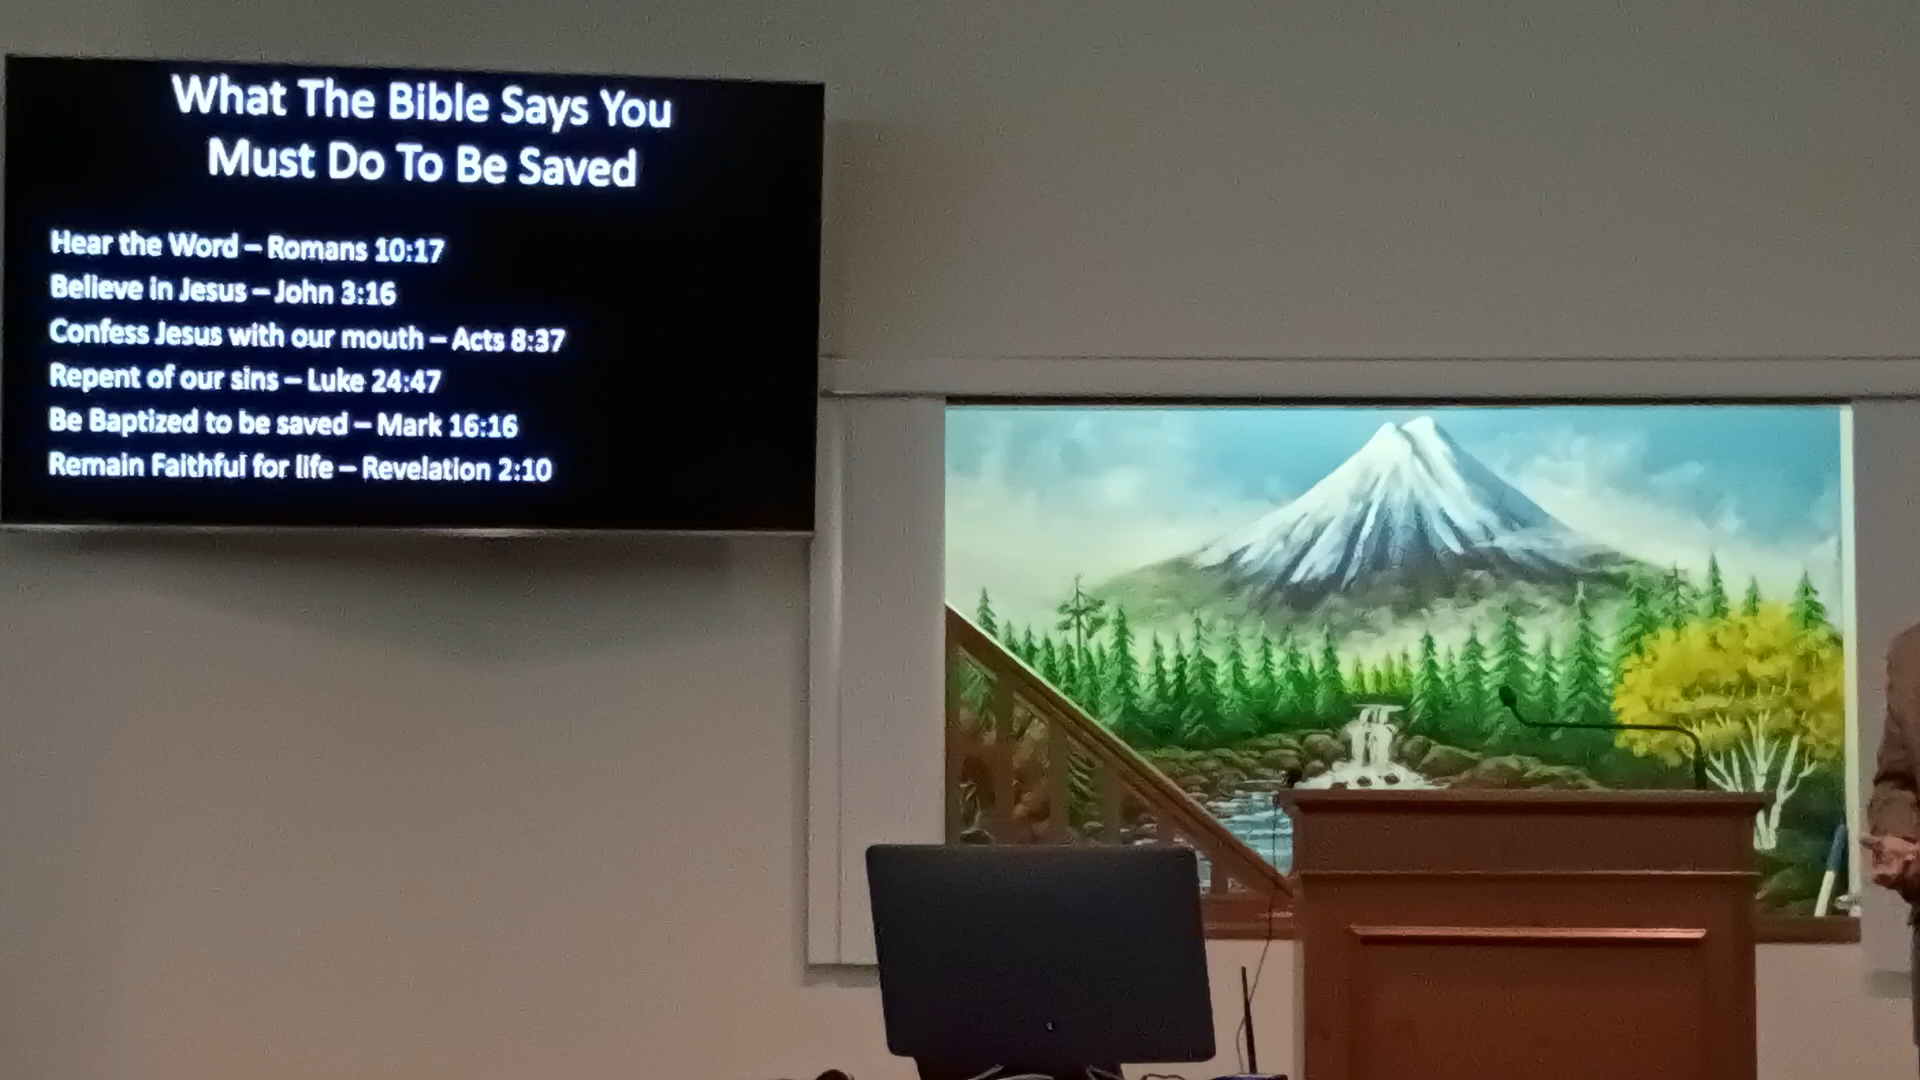 What The Bible Says You
Must Do To Be Saved
Hear the Word – Romans 10:17
Believe in Jesus – John 3:16
Confess Jesus with our mouth – Acts 8:37
Repent of our sins – Luke 24:47
Be Baptized to be saved – Mark 16:16
Remain Faithful for life – Revelation 2:10